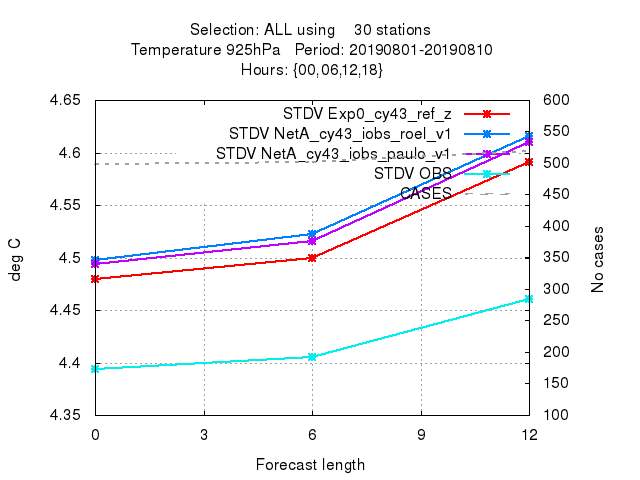 Selection: ALL using 30 stations
Temperature 925hPa Period: 20190801-20190810
Hours: {00,06,12,18}
4.65
4.6
4.55
4.5
4.45
4.4
4.35
deg C
STDV Exp0_cy43_ref_z
STDV NetA_cy43_iobs_roel_v1
STDV NetA_cy43_iobs_paulo_v1
STDV OBS
CASES
600
550
500
450
400
350
300
250
200
150
100
No cases
0 3 6 9 12
Forecast length